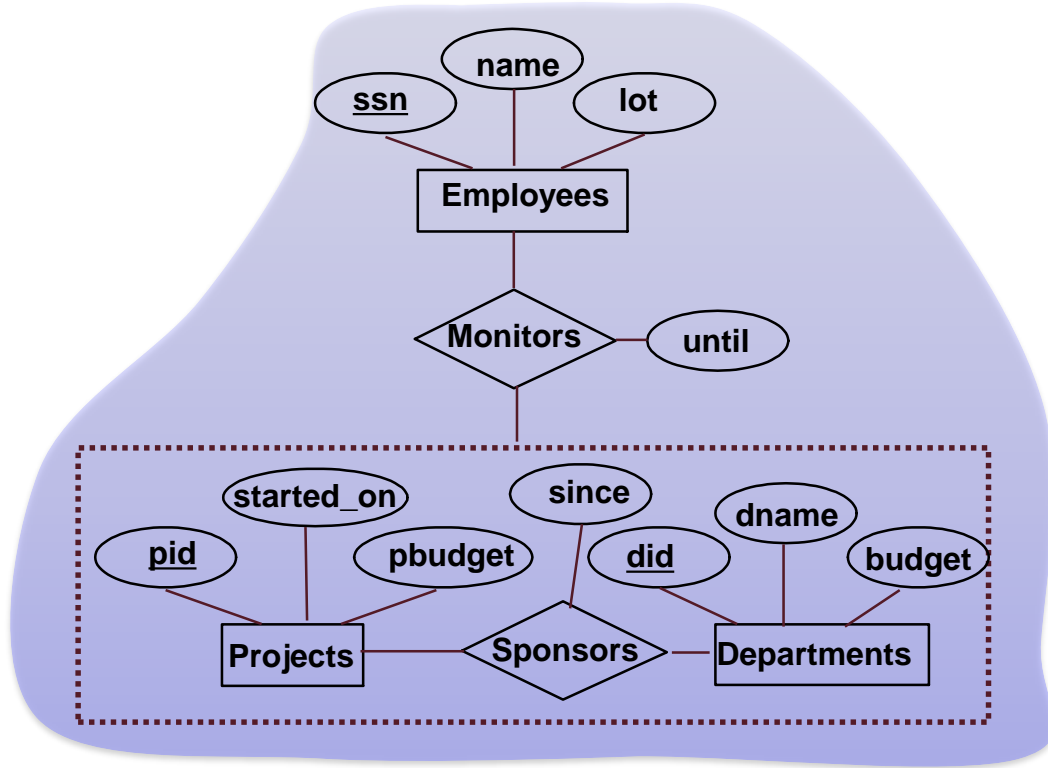 name
ssn
lot
Employees
Monitors
until
started_on
since
dname
pid
pbudget
did
budget
Projects
Sponsors
Departments